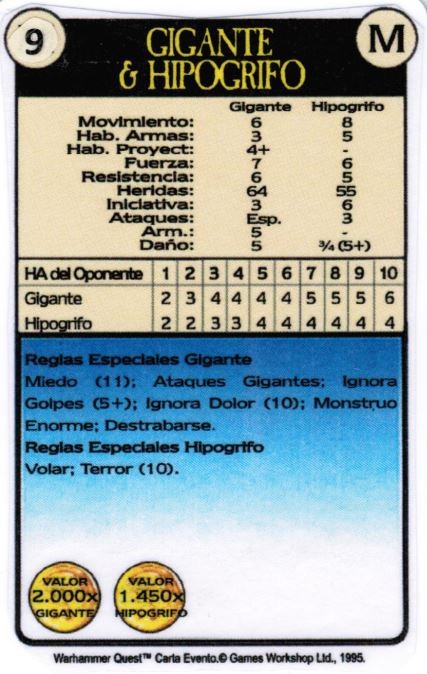 9
GIGANTE
M
& HIPOGRIFO
Gigante Hipogrifo
Movimiento: 6 8
Hab. Armas: 3 5
Hab. Proyect: 4+ -
Fuerza: 7 6
Resistencia: 6 5
Heridas: 64 55
Iniciativa: 3 6
Ataques: Esp. 3
Arm.: 5 -
Daño: 5 ¾ (5+)
HA del Oponente 1 2 3 4 5 6 7 8 9 10
Gigante 2 3 4 4 4 4 5 5 5 6
Hipogrifo 2 2 3 3 4 4 4 4 4 4
Reglas Especiales Gigante
Miedo (11); Ataques Gigantes; Ignora
Golpes (5+); Ignora Dolor (10); Monstruo
Enorme; Destrabarse.
Reglas Especiales Hipogrifo
Volar; Terror (10).
VALOR
2.000x
GIGANTE
VALOR
1.450x
HIPOGRIFO
Warhammer Quest™ Carta Evento.© Games Workshop Ltd., 1995.